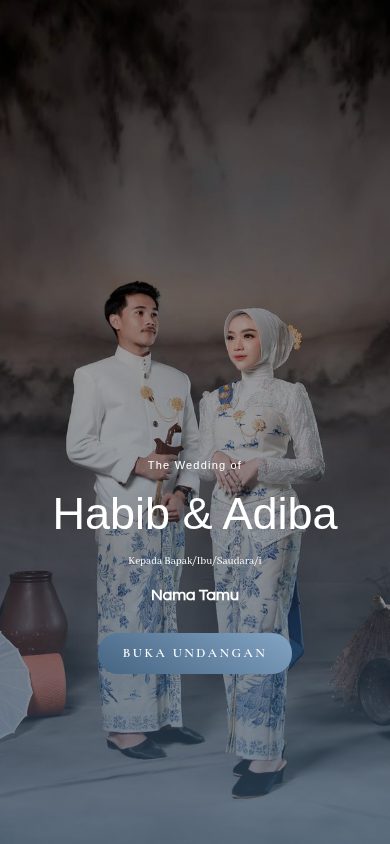 The Wedding of
Habib & Adiba
Kepada Bapak/Ibu/Saudara/i
Nama Tamu
BUKA UNDANGAN